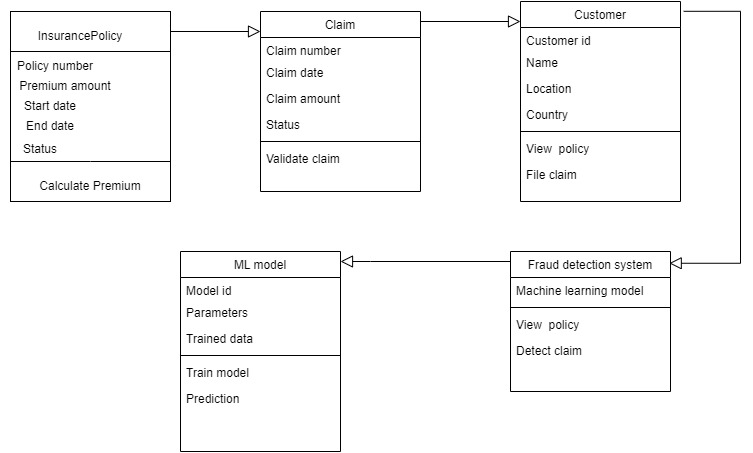 InsurancePolicy
Policy number
Premium amount
Start date
End date
Status
Calculate Premium
Claim
Claim number
Claim date
Claim amount
Status
Validate claim
Customer
Customer id
Name
Location
Country
View policy
File claim
ML model
Model id
Parameters
Trained data
Train model
Prediction
Fraud detection system
Machine learning model
View policy
Detect claim